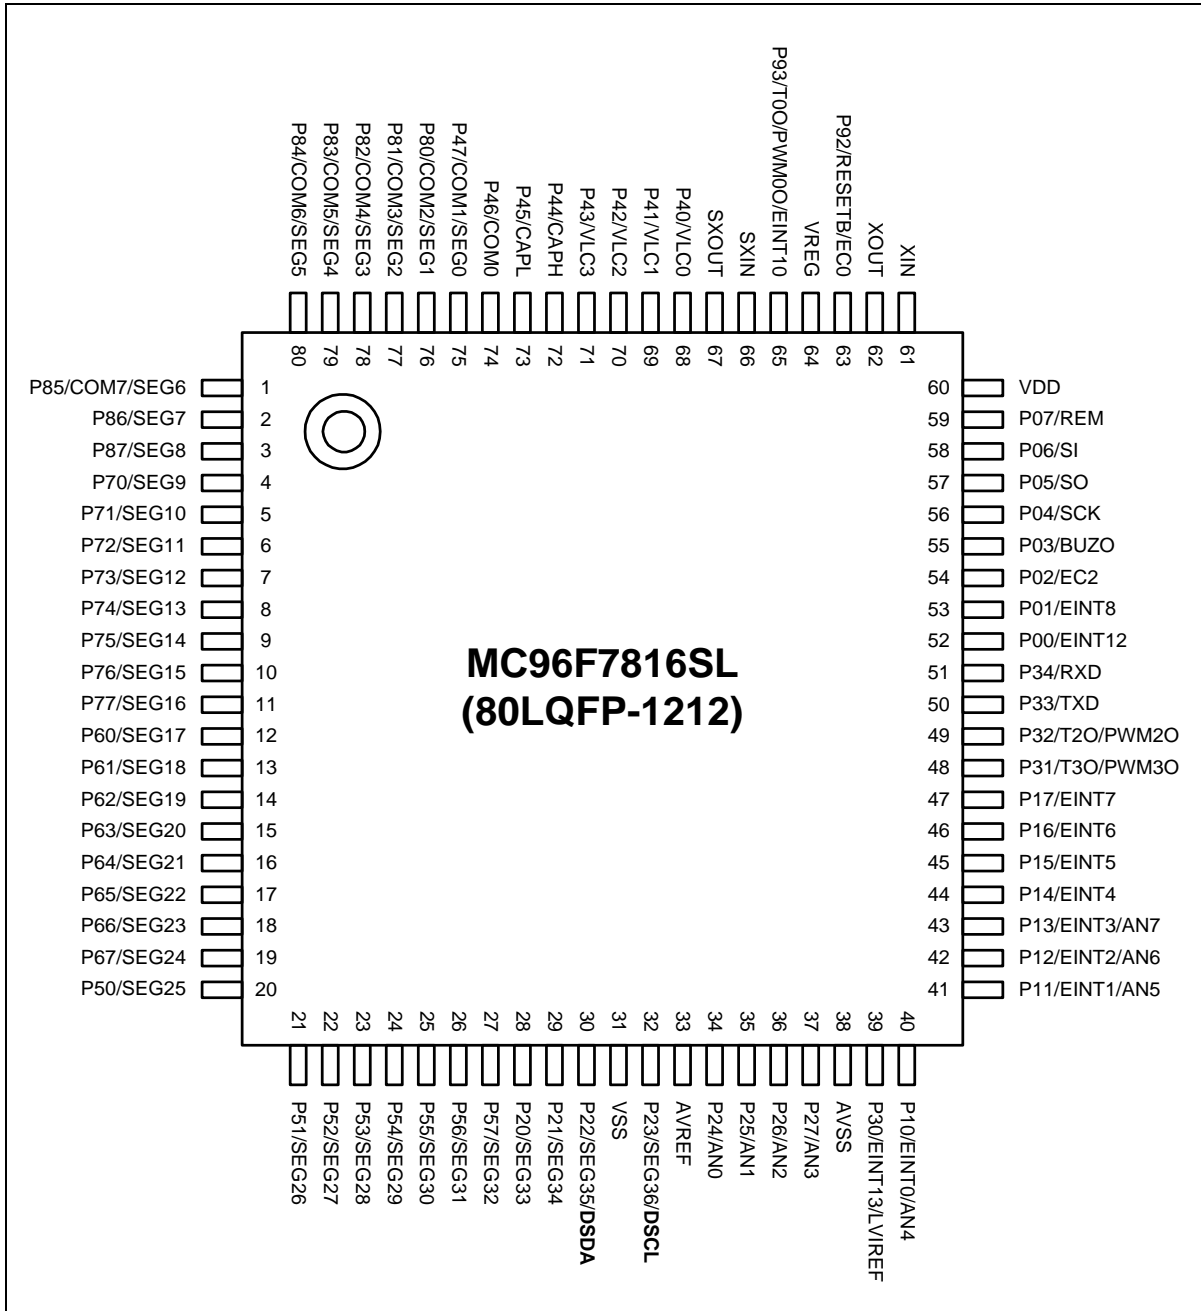 P84/COM6/SEG5
P83/COM5/SEG4
P82/COM4/SEG3
P81/COM3/SEG2
P80/COM2/SEG1
P47/COM1/SEG0
P46/COM0
P45/CAPL
P44/CAPH
P43/VLC3
P42/VLC2
P41/VLC1
P40/VLC0
SXOUT
SXIN
P93/T0O/PWM0O/EINT10
VREG
P92/RESETB/EC0
XOUT
XIN
80
79
78
77
76
75
74
73
72
71
70
69
68
67
66
65
64
63
62
61
P85/COM7/SEG6 1
P86/SEG7 2
P87/SEG8 3
P70/SEG9 4
P71/SEG10 5
P72/SEG11 6
P73/SEG12 7
P74/SEG13 8
P75/SEG14 9
P76/SEG15 10
P77/SEG16 11
P60/SEG17 12
P61/SEG18 13
P62/SEG19 14
P63/SEG20 15
P64/SEG21 16
P65/SEG22 17
P66/SEG23 18
P67/SEG24 19
P50/SEG25 20
MC96F7816SL
(80LQFP-1212)
60 VDD
59 P07/REM
58 P06/SI
57 P05/SO
56 P04/SCK
55 P03/BUZO
54 P02/EC2
53 P01/EINT8
52 P00/EINT12
51 P34/RXD
50 P33/TXD
49 P32/T2O/PWM2O
48 P31/T3O/PWM3O
47 P17/EINT7
46 P16/EINT6
45 P15/EINT5
44 P14/EINT4
43 P13/EINT3/AN7
42 P12/EINT2/AN6
41 P11/EINT1/AN5
21
22
23
24
25
26
27
28
29
30
31
32
33
34
35
36
37
38
39
40
P51/SEG26
P52/SEG27
P53/SEG28
P54/SEG29
P55/SEG30
P56/SEG31
P57/SEG32
P20/SEG33
P21/SEG34
P22/SEG35/DSDA
VSS
P23/SEG36/DSCL
AVREF
P24/AN0
P25/AN1
P26/AN2
P27/AN3
AVSS
P30/EINT13/LVIREF
P10/EINT0/AN4